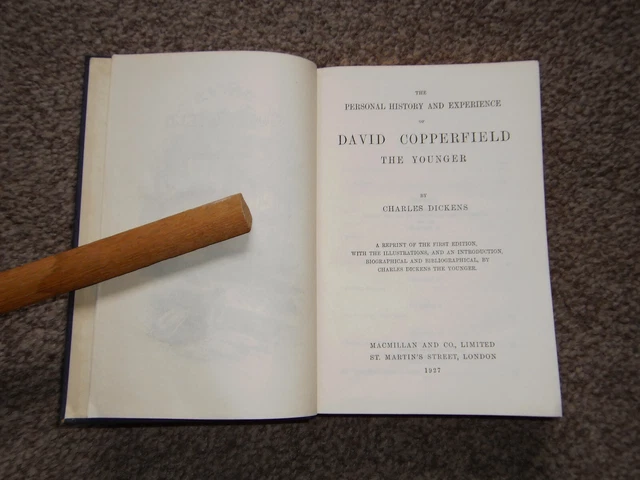 THE
PERSONAL HISTORY AND EXPERIENCE
OF
DAVID COPPERFIELD
THE YOUNGER
BY
CHARLES DICKENS
A REPRINT OF THE FIRST EDITION,
WITH THE ILLUSTRATIONS, AND AN INTRODUCTION,
BIOGRAPHICAL AND BIBLIOGRAPHICAL, BY
CHARLES DICKENS THE YOUNGER.
MACMILLAN AND CO., LIMITED
ST. MARTIN'S STREET, LONDON
1927